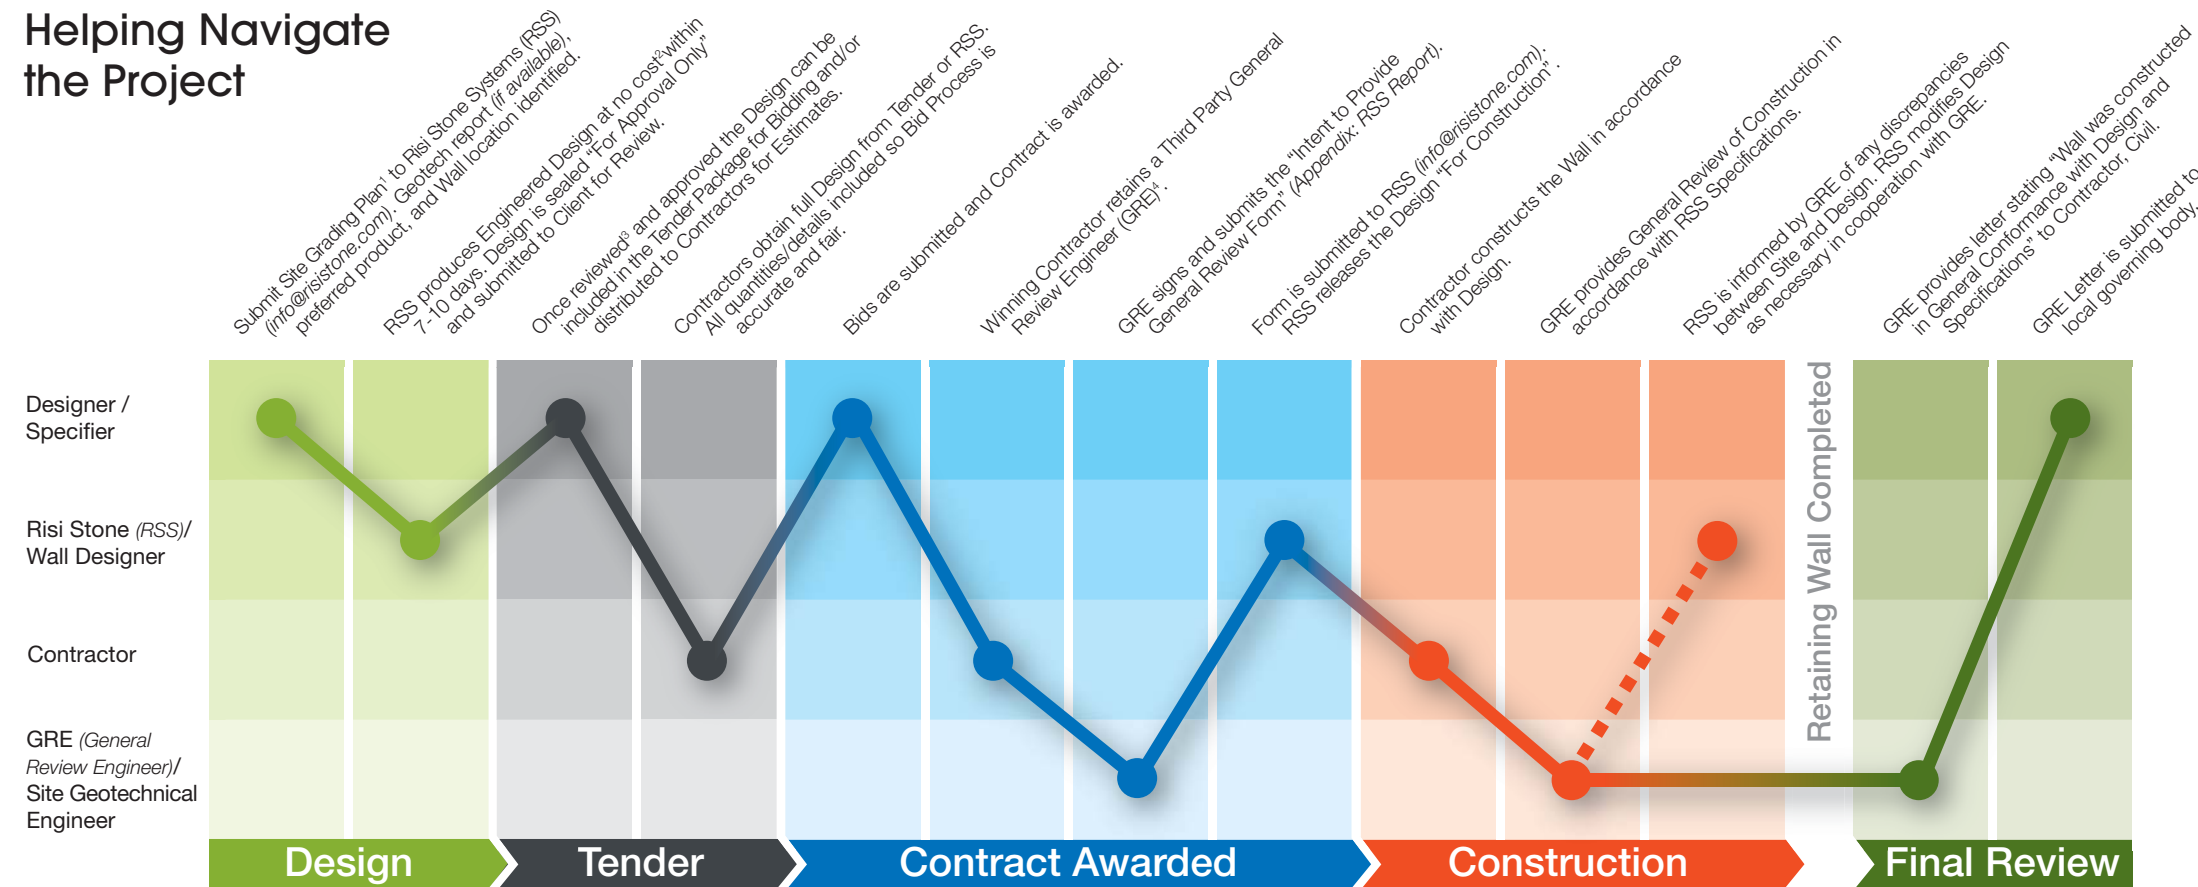 Helping Navigate
the Project
Submit Site Grading Plan¹ to Risi Stone Systems (RSS)
(info@risistone.com). Geotech report (if available),
preferred product, and Wall location identified.
RSS produces Engineered Design at no cost² within
7-10 days. Design is sealed “For Approval Only”
and submitted to Client for Review.
Once reviewed³ and approved the Design can be
included in the Tender Package for Bidding and/or
distributed to Contractors for Estimates.
Contractors obtain full Design from Tender or RSS.
All quantities/details included so Bid Process is
accurate and fair.
Bids are submitted and Contract is awarded.
Winning Contractor retains a Third Party General
Review Engineer (GRE)⁴.
GRE signs and submits the “Intent to Provide
General Review Form” (Appendix: RSS Report).
Form is submitted to RSS (info@risistone.com).
RSS releases the Design “For Construction”.
Contractor constructs the Wall in accordance
with Design.
GRE provides General Review of Construction in
accordance with RSS Specifications.
RSS is informed by GRE of any discrepancies
between Site and Design. RSS modifies Design
as necessary in cooperation with GRE.
GRE provides letter stating “Wall was constructed
in General Conformance with Design and
Specifications” to Contractor, Civil.
GRE Letter is submitted to
local governing body.
Designer /
Specifier
Risi Stone (RSS)/
Wall Designer
Contractor
GRE (General
Review Engineer)/
Site Geotechnical
Engineer
Retaining Wall Completed
Design
Tender
Contract Awarded
Construction
Final Review